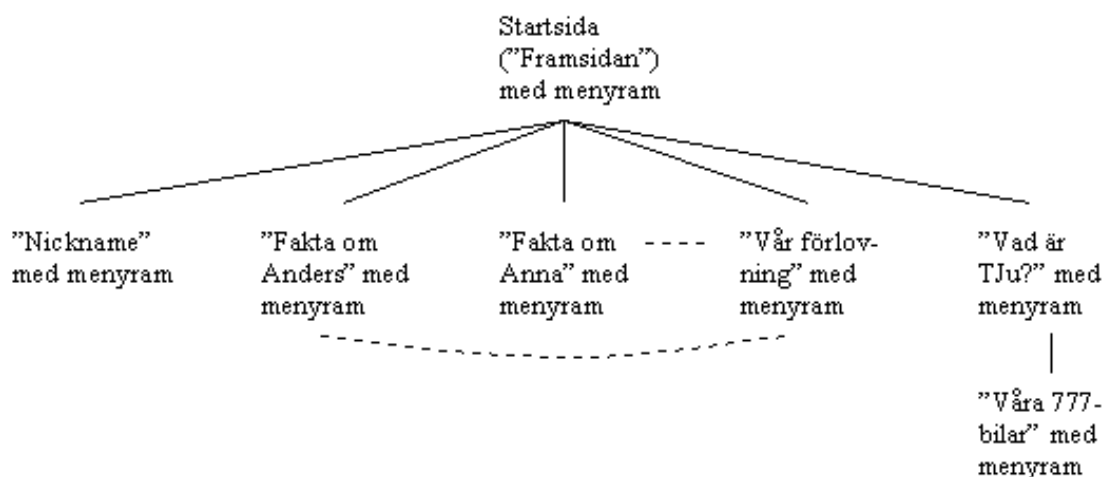 Startsida
(”Framsidan”)
med menyram
”Nickname”
med menyram
”Fakta om
Anders” med
menyram
”Fakta om
Anna” med
menyram
”Vår förlov-
ning” med
menyram
”Vad är
TJu?” med
menyram
”Våra 777-
bilar” med
menyram